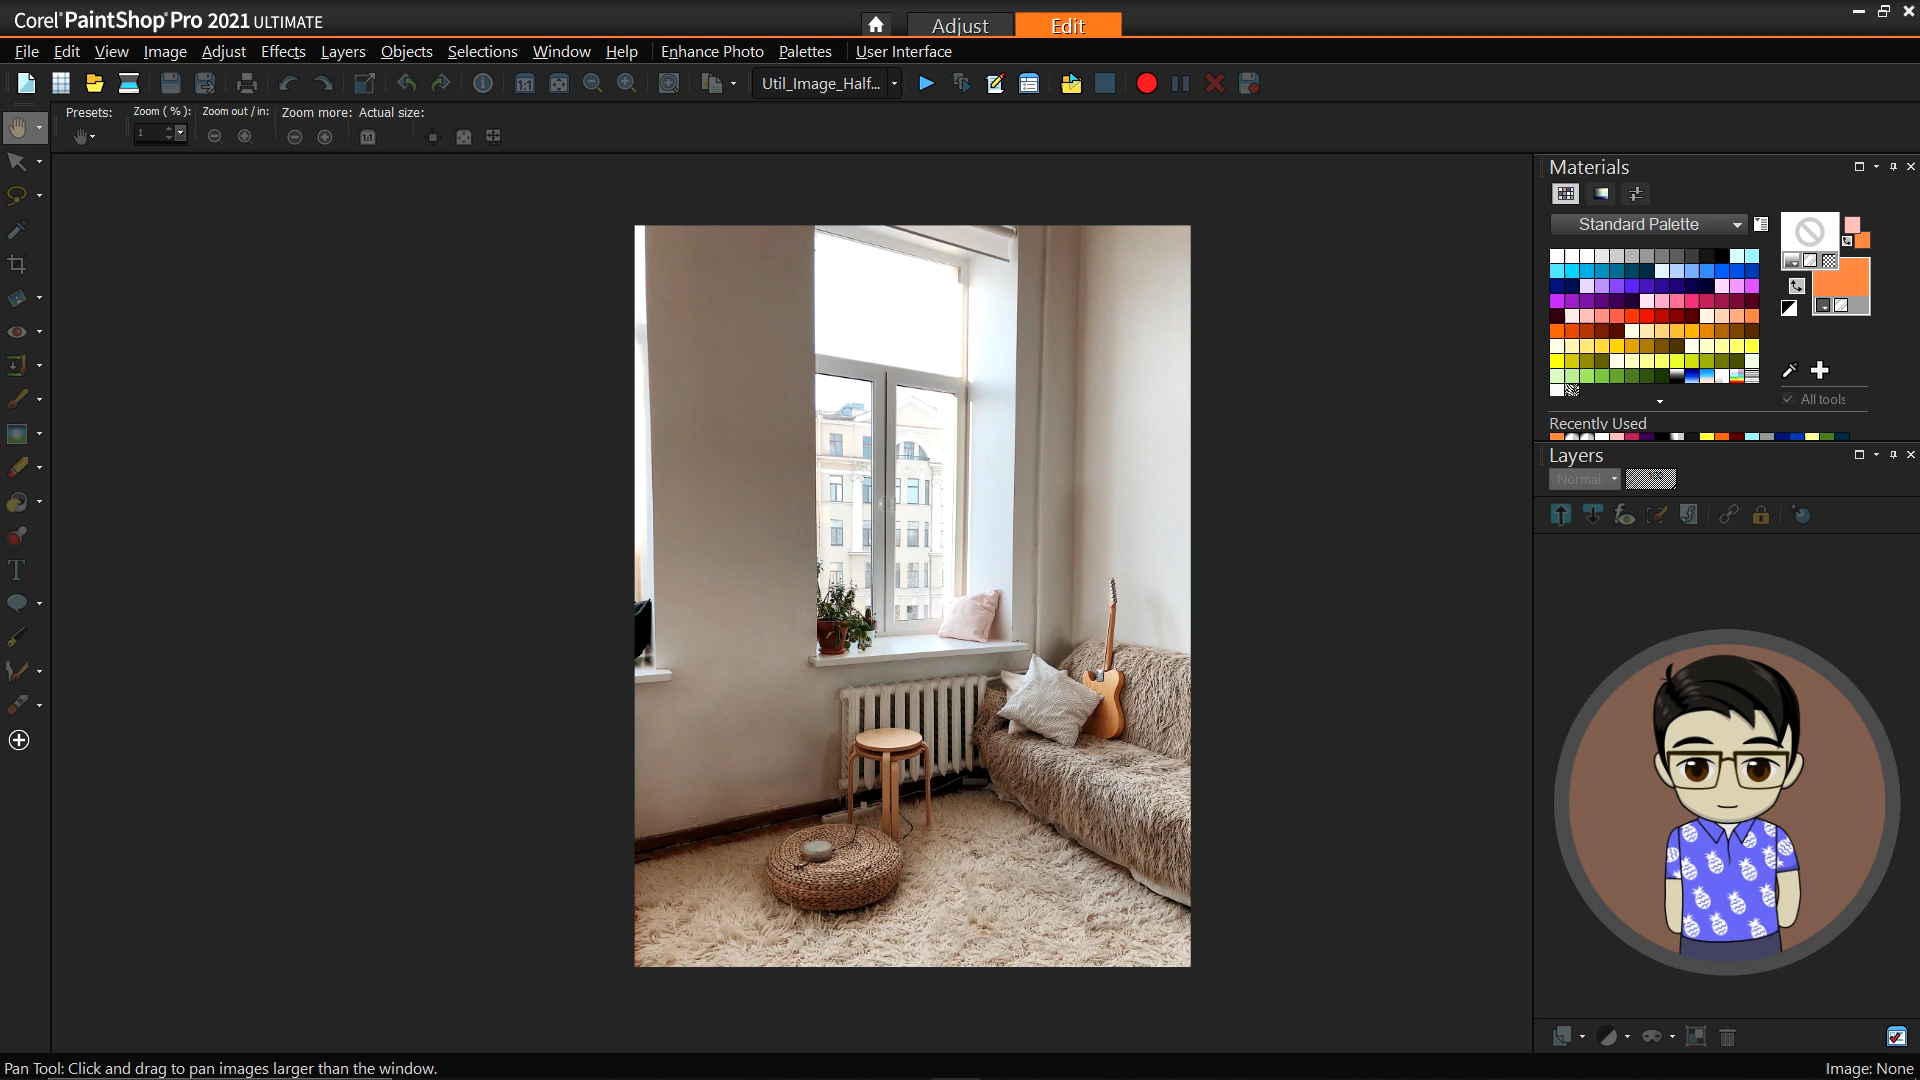 Corel PaintShop Pro 2021 ULTIMATE
Adjust
Edit
File Edit View Image Adjust Effects Layers Objects Selections Window Help Enhance Photo Palettes User Interface
Util_Image_Half...
Presets: Zoom ( % ): Zoom out / in: Zoom more: Actual size:
1
Materials
Standard Palette
All tools
Recently Used
Layers
Normal
Pan Tool: Click and drag to pan images larger than the window.
Image: None